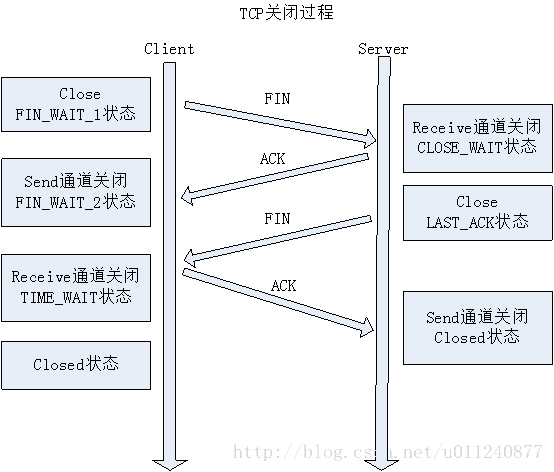 TCP关闭过程
Client
Server
Close
FIN_WAIT_1状态
FIN
Receive通道关闭
CLOSE_WAIT状态
ACK
Send通道关闭
FIN_WAIT_2状态
Close
LAST_ACK状态
FIN
Receive通道关闭
TIME_WAIT状态
ACK
Send通道关闭
Closed状态
Closed状态
http://blog.csdn.net/u011240877